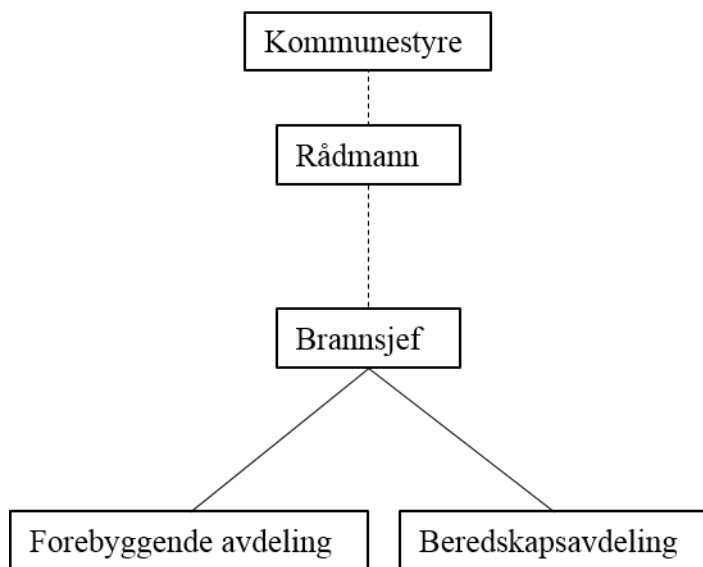 Kommunestyre
Rådmann
Brannsjef
Forebyggende avdeling
Beredskapsavdeling